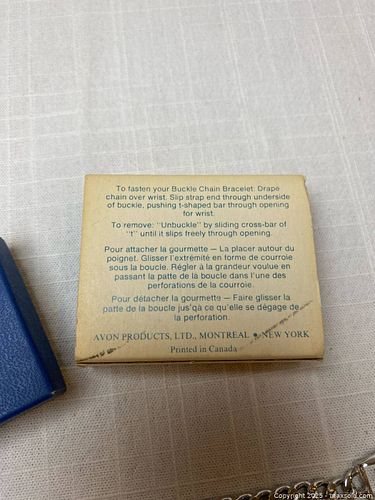 To fasten your Buckle Chain Bracelet: Drape
chain over wrist. Slip strap end through underside
of buckle, pushing t-shaped bar through opening
for wrist.
To remove: "Unbuckle" by sliding cross-bar of
"t" until it slips freely through opening.
Pour attacher la gourmette — La placer autour du
poignet. Glisser l'extrémité en forme de courroie
sous la boucle. Régler à la grandeur voulue en
passant la patte de la boucle dans l'une des
perforations de la courroie.
Pour détacher la gourmette — Faire glisser la
patte de la boucle jus'qà ce qu'elle se dégage de
la perforation.
AVON PRODUCTS, LTD., MONTREAL • NEW YORK
Printed in Canada
Copyright 2025 - maxsold.com